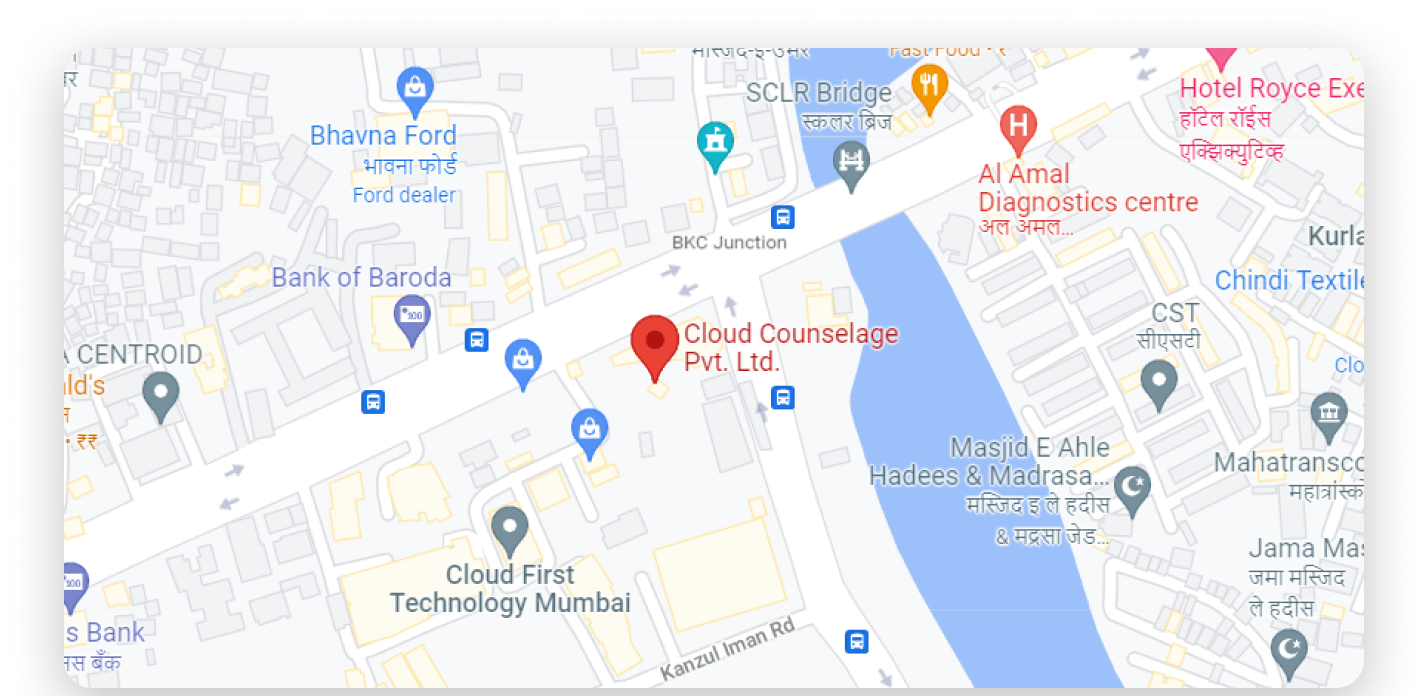 मस्जिद-इ-उमर
SCLR Bridge
स्कलर ब्रिज
Hotel Royce Exe
हॉटेल रॉईस
एक्झिक्युटिव्ह
H
Bhavna Ford
भावना फोर्ड
Ford dealer
Al Amal
Diagnostics centre
अल अमल...
BKC Junction
Kurla
Bank of Baroda
100
Chindi Textile
CST
सीएसटी
Cloud Counselage
Pvt. Ltd.
A CENTROID
ld's
₹₹
Clo
Masjid E Ahle
Hadees & Madrasa...
मस्जिद इ ले हदीस
& मद्रसा जेड...
Mahatransco
महात्रांस्को
Cloud First
Technology Mumbai
Jama Mas
जमा मस्जिद
ले हदीस
100
s Bank
नस बँक
Kanzul Iman Rd